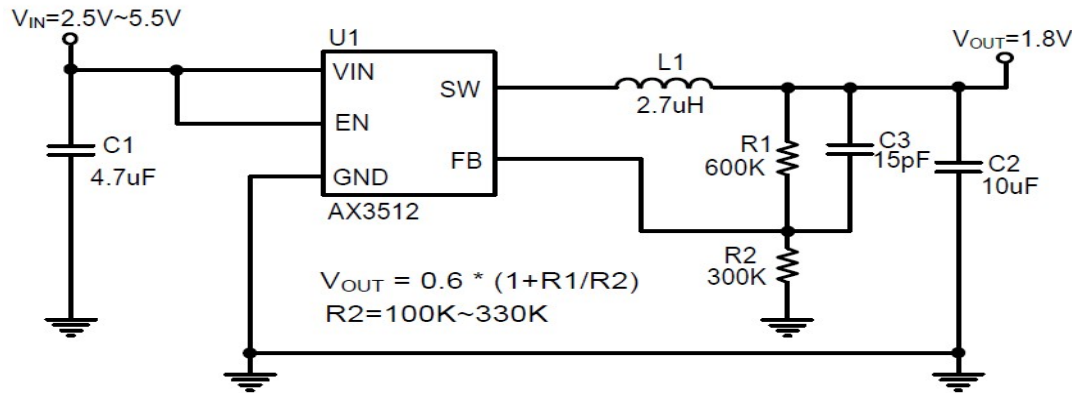 VIN=2.5V~5.5V
U1
VOUT=1.8V
VIN
SW
L1
2.7uH
EN
C1
4.7uF
FB
R1
600K
C3
15pF
C2
10uF
GND
AX3512
R2
300K
VOUT = 0.6 * (1+R1/R2)
R2=100K~330K